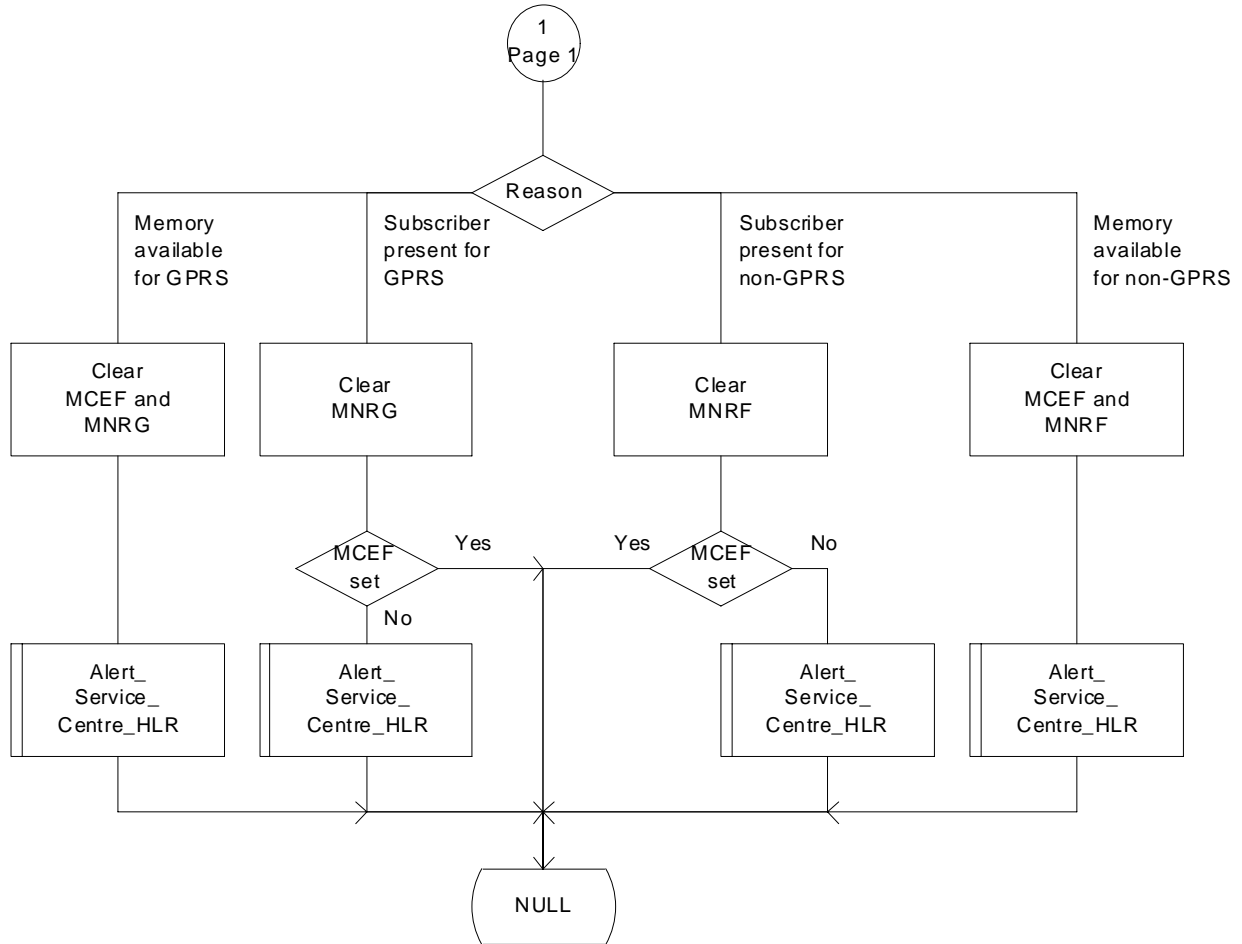 1
Page 1
Reason
Memory
available
for GPRS
Subscriber
present for
GPRS
Subscriber
present for
non-GPRS
Memory
available
for non-GPRS
Clear
MCEF and
MNRG
Clear
MNRG
Clear
MNRF
Clear
MCEF and
MNRF
MCEF
set
Yes
No
Yes
MCEF
set
No
Alert_
Service_
Centre_HLR
Alert_
Service_
Centre_HLR
Alert_
Service_
Centre_HLR
Alert_
Service_
Centre_HLR
NULL